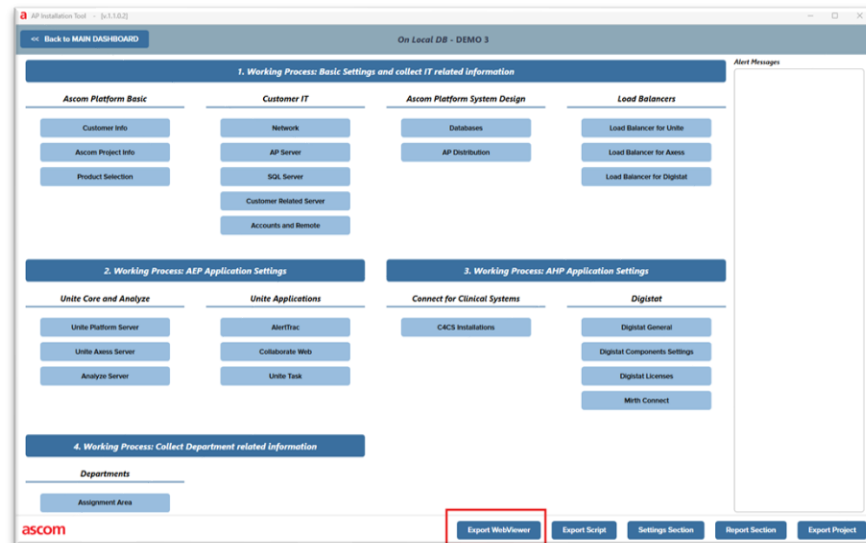 a AP Installation Tool - [v.1.1.0.2]
<< Back to MAIN DASHBOARD
On Local DB - DEMO 3
Alert Messages
1. Working Process: Basic Settings and collect IT related information
Ascom Platform Basic
Customer Info
Ascom Project Info
Product Selection
Customer IT
Network
AP Server
SQL Server
Customer Related Server
Accounts and Remote
Ascom Platform System Design
Databases
AP Distribution
Load Balancers
Load Balancer for Unite
Load Balancer for Axess
Load Balancer for Digistat
2. Working Process: AEP Application Settings
Unite Core and Analyze
Unite Platform Server
Unite Axess Server
Analyze Server
Unite Applications
AlertTrac
Collaborate Web
Unite Task
3. Working Process: AHP Application Settings
Connect for Clinical Systems
C4CS Installations
Digistat
Digistat General
Digistat Components Settings
Digistat Licenses
Mirth Connect
4. Working Process: Collect Department related information
Departments
Assignment Area
ascom
Export WebViewer
Export Script
Settings Section
Report Section
Export Project